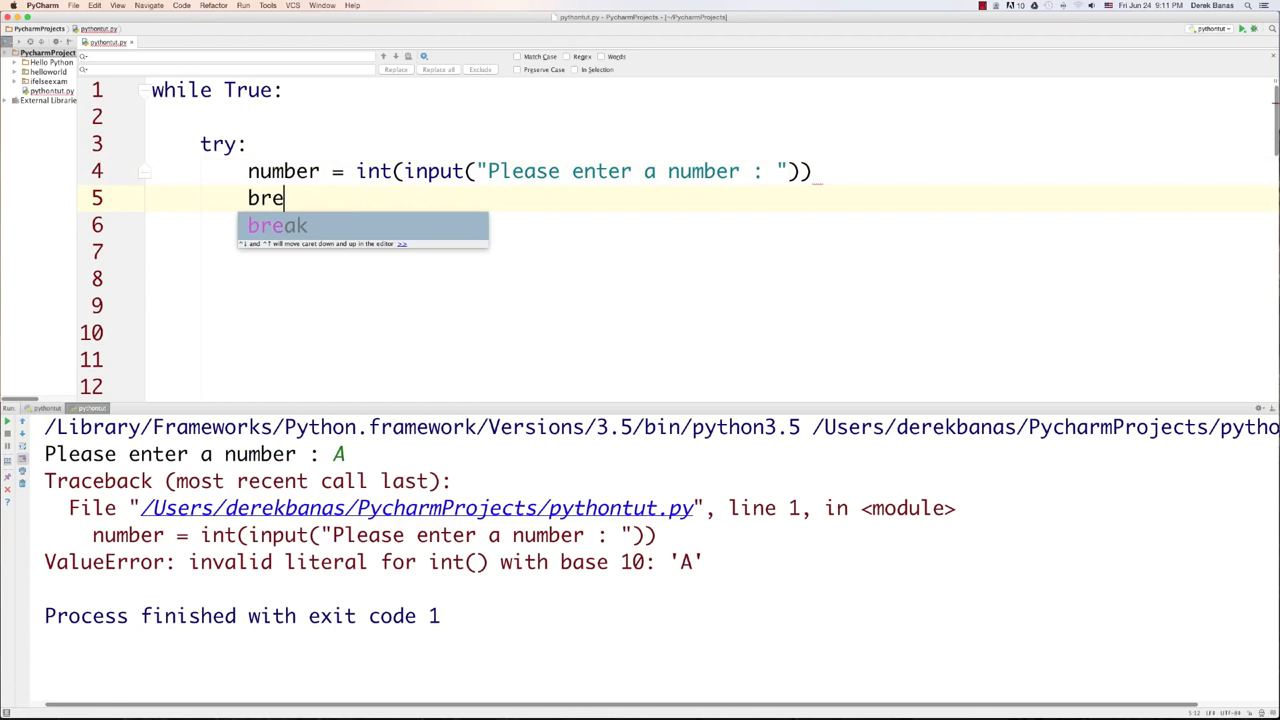 PyCharm File Edit View Navigate Code Refactor Run Tools VCS Window Help
10 Fri Jun 24 9:11 PM Derek Banas
pythontut.py - PycharmProjects - [~/PycharmProjects]
PycharmProjects pythontut.py pythontut
pythontut.py
PycharmProject
Hello Python
helloworld
ifelseexam
pythontut.py
External Librarie
Match Case Regex Words
Replace Replace all Exclude Preserve Case In Selection
1 while True:
2
3 try:
4 number = int(input("Please enter a number : "))
5 bre
break
^↓ and ^↑ will move caret down and up in the editor >>
6
7
8
9
10
11
12
Run: pythontut pythontut
/Library/Frameworks/Python.framework/Versions/3.5/bin/python3.5 /Users/derekbanas/PycharmProjects/pytho
Please enter a number : A
Traceback (most recent call last):
File "/Users/derekbanas/PycharmProjects/pythontut.py", line 1, in <module>
number = int(input("Please enter a number : "))
ValueError: invalid literal for int() with base 10: 'A'
Process finished with exit code 1
5:12 LF≑ UTF-8≑